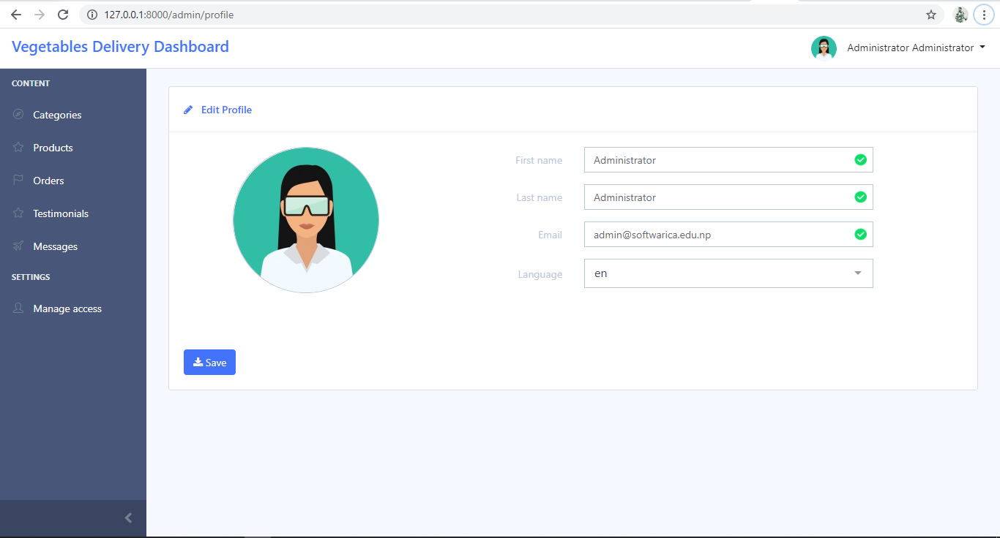 127.0.0.1:8000/admin/profile
Vegetables Delivery Dashboard
Administrator Administrator
CONTENT
Categories
Products
Orders
Testimonials
Messages
SETTINGS
Manage access
Edit Profile
First name Administrator
Last name Administrator
Email admin@softwarica.edu.np
Language en
Save